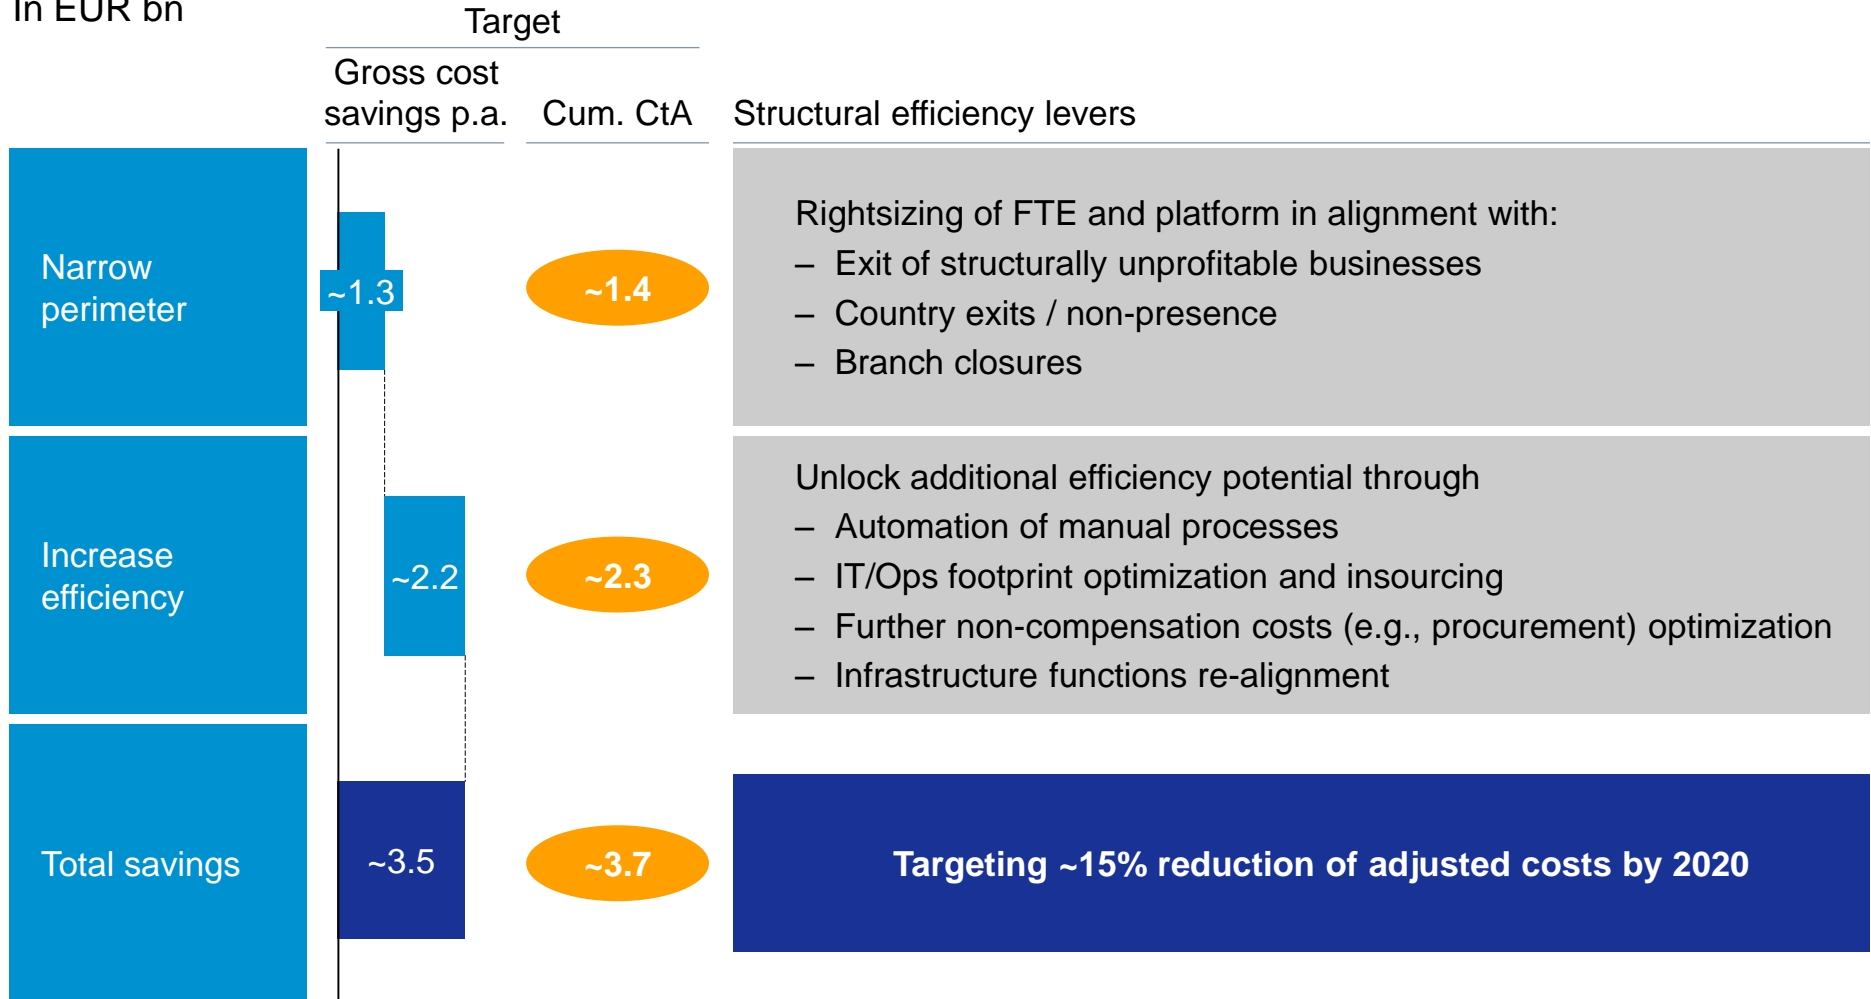 In EUR bn
Target
Gross cost
savings p.a.
Cum. CtA
Structural efficiency levers
Narrow
perimeter
~1.3
~1.4
Rightsizing of FTE and platform in alignment with:
– Exit of structurally unprofitable businesses
– Country exits / non-presence
– Branch closures
Increase
efficiency
~2.2
~2.3
Unlock additional efficiency potential through
– Automation of manual processes
– IT/Ops footprint optimization and insourcing
– Further non-compensation costs (e.g., procurement) optimization
– Infrastructure functions re-alignment
Total savings
~3.5
~3.7
Targeting ~15% reduction of adjusted costs by 2020